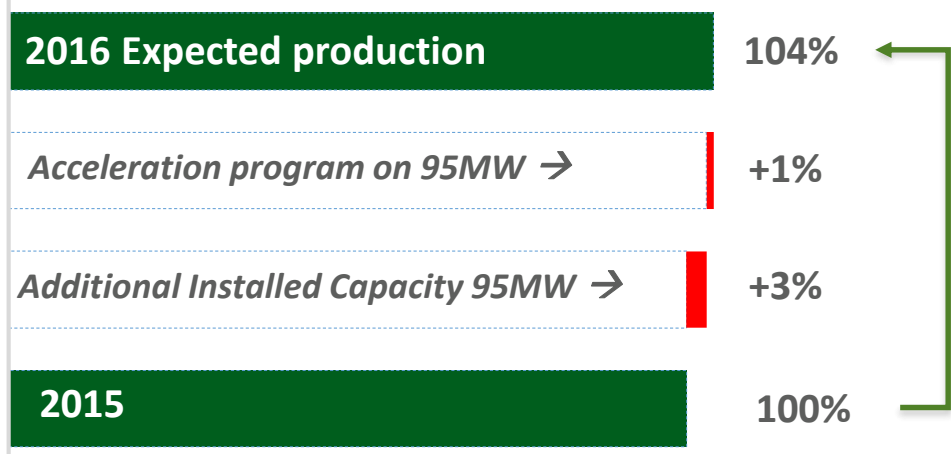 2016 Expected production 104%
Acceleration program on 95MW → +1%
Additional Installed Capacity 95MW → +3%
2015 100%